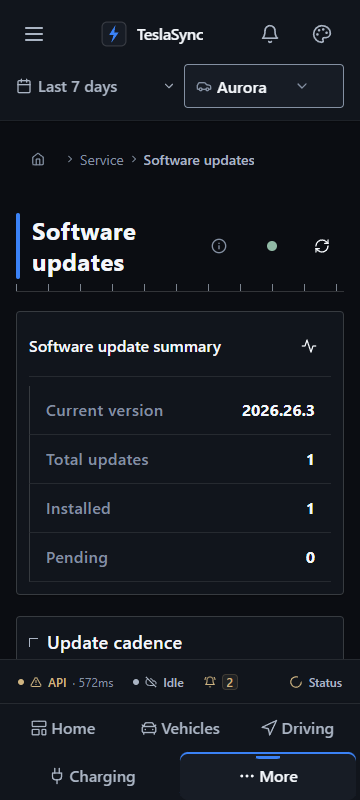 TeslaSync
Last 7 days
Aurora
Service
Software updates
Software
updates
Software update summary
Current version 2026.26.3
Total updates 1
Installed 1
Pending 0
Update cadence
API · 572ms Idle 2 Status
Home Vehicles Driving
Charging More